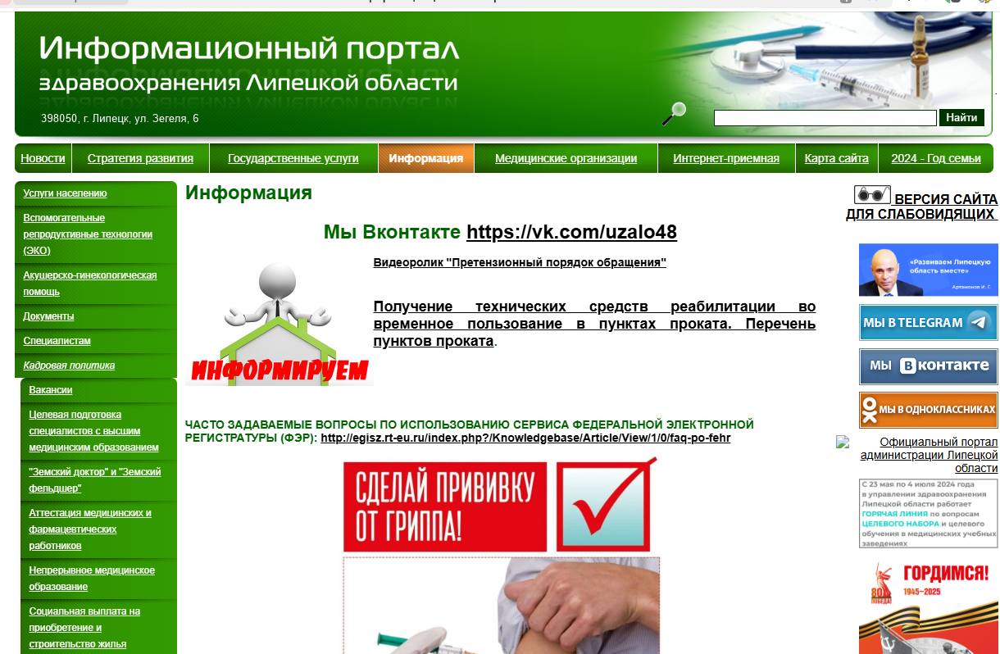 Информационный портал
здравоохранения Липецкой области
398050, г. Липецк, ул. Зегеля, 6
Найти
Новости
Стратегия развития
Государственные услуги
Информация
Медицинские организации
Интернет-приемная
Карта сайта
2024 - Год семьи
Услуги населению
Вспомогательные
репродуктивные технологии
(ЭКО)
Акушерско-гинекологическая
помощь
Документы
Специалистам
Кадровая политика
Вакансии
Целевая подготовка
специалистов с высшим
медицинским образованием
"Земский доктор" и "Земский
фельдшер"
Аттестация медицинских и
фармацевтических
работников
Непрерывное медицинское
образование
Социальная выплата на
приобретение и
строительство жилья
Информация
Мы Вконтакте https://vk.com/uzalo48
ИНФОРМИРУЕМ
Видеоролик "Претензионный порядок обращения"
Получение технических средств реабилитации во
временное пользование в пунктах проката. Перечень
пунктов проката.
ЧАСТО ЗАДАВАЕМЫЕ ВОПРОСЫ ПО ИСПОЛЬЗОВАНИЮ СЕРВИСА ФЕДЕРАЛЬНОЙ ЭЛЕКТРОННОЙ
РЕГИСТРАТУРЫ (ФЭР): http://egisz.rt-eu.ru/index.php?/Knowledgebase/Article/View/1/0/faq-po-fehr
СДЕЛАЙ ПРИВИВКУ
ОТ ГРИППА!
ВЕРСИЯ САЙТА
ДЛЯ СЛАБОВИДЯЩИХ
«Развиваем Липецкую
область вместе»
Артамонов И. Г.
МЫ В TELEGRAM
МЫ В контакте
МЫ В ОДНОКЛАССНИКАХ
Официальный портал
администрации Липецкой
области
С 23 мая по 4 июля 2024 года
в управлении здравоохранения
Липецкой области работает
ГОРЯЧАЯ ЛИНИЯ по вопросам
ЦЕЛЕВОГО НАБОРА и целевого
обучения в медицинских учебных
заведениях
ГОРДИМСЯ!
1945–2025
80
ПОБЕДА!